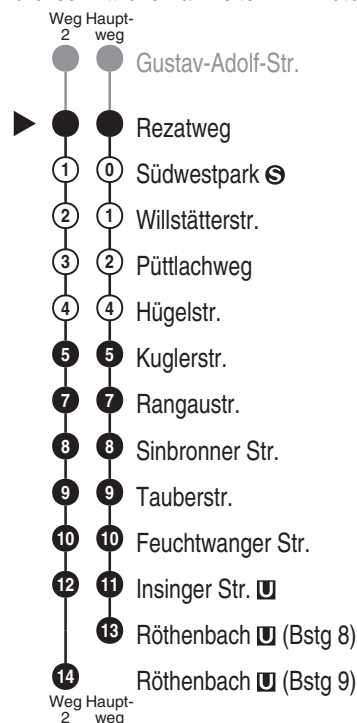 Weg Haupt-
2 weg
Gustav-Adolf-Str.
Rezatweg
1 0 Südwestpark S
2 1 Willstätterstr.
3 2 Püttlachweg
4 4 Hügelstr.
5 5 Kuglerstr.
7 7 Rangaustr.
8 8 Sinbronner Str.
9 9 Tauberstr.
10 10 Feuchtwanger Str.
12 11 Insinger Str. U
13 Röthenbach U (Bstg 8)
14 Röthenbach U (Bstg 9)
Weg Haupt-
2 weg